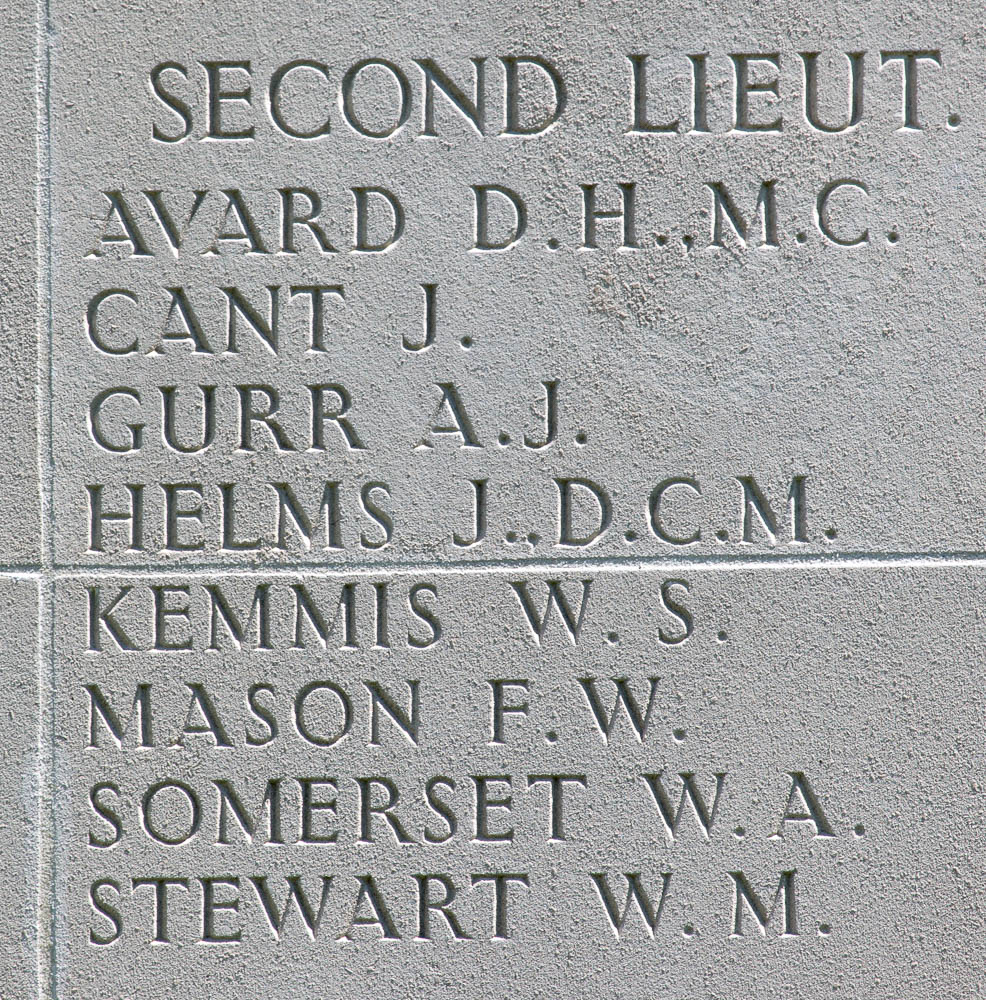 SECOND LIEUT.
AVARD D.H.,M.C.
CANT J.
GURR A.J.
HELMS J.,D.C.M.
KEMMIS W. S.
MASON F.W.
SOMERSET W.A.
STEWART W.M.